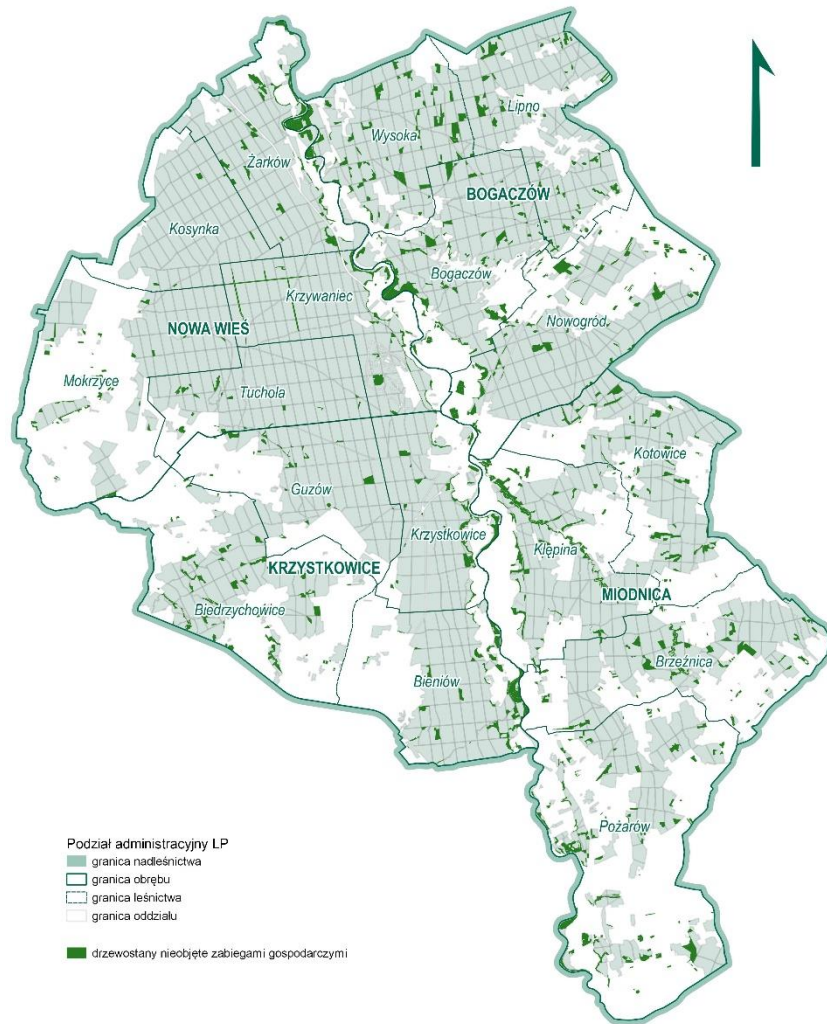 Lipno
Wysoka
Żarków
BOGACZÓW
Kosynka
Bogaczów
Krzywaniec
Nowogród
NOWA WIEŚ
Mokrzyce
Tuchola
Kotowice
Guzów
Krzystkowice
Klępina
KRZYSTKOWICE
MIODNICA
Biedrzychowice
Brzeźnica
Bieniów
Pożarów
Podział administracyjny LP
granica nadleśnictwa
granica obrębu
granica leśnictwa
granica oddziału
drzewostany nieobjęte zabiegami gospodarczymi